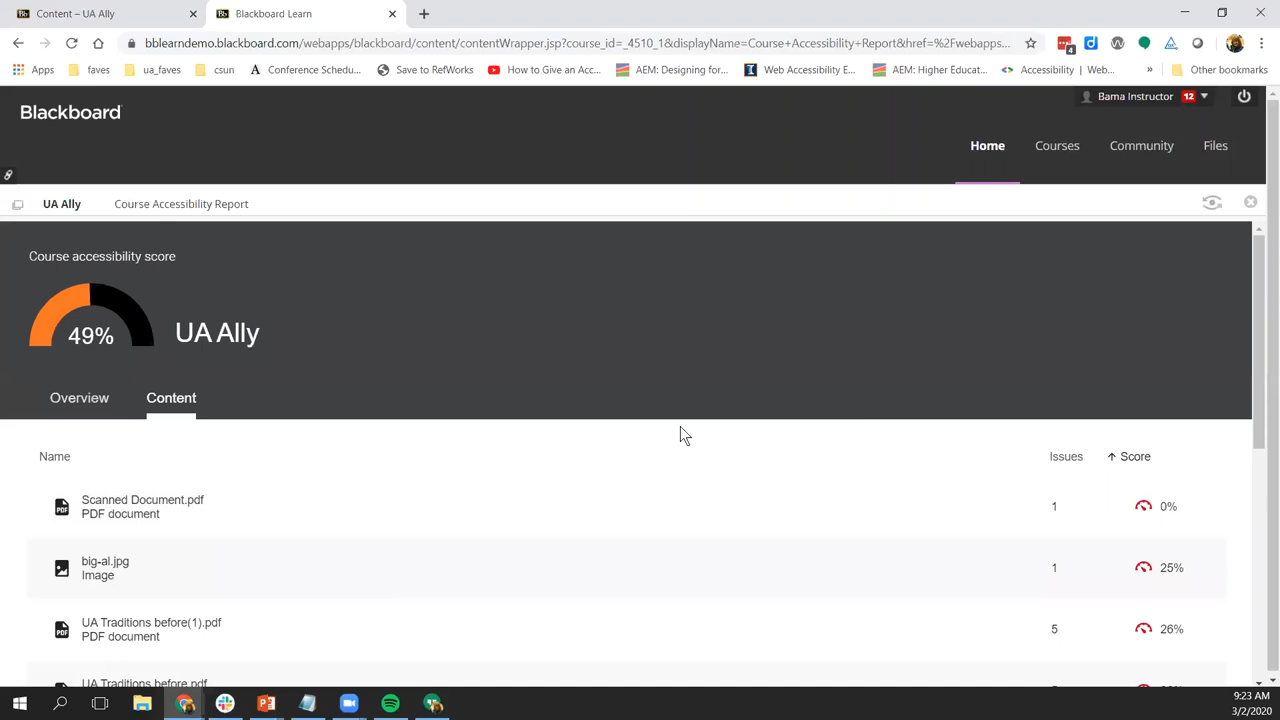 Content – UA Ally
Blackboard Learn
bblearndemo.blackboard.com/webapps/blackboard/content/contentWrapper.jsp?course_id=_4510_1&displayName=Course+Accessibility+Report&href=%2Fwebapps...
4
Apps
faves
ua_faves
csun
A Conference Schedu...
Save to RefWorks
How to Give an Acc...
AEM: Designing for...
Web Accessibility E...
AEM: Higher Educat...
Accessibility | Web...
»
Other bookmarks
Blackboard
Bama Instructor 12
Home
Courses
Community
Files
UA Ally
Course Accessibility Report
Course accessibility score
49%
UA Ally
Overview
Content
Name
Issues
Score
Scanned Document.pdf
PDF document
1
0%
big-al.jpg
Image
1
25%
UA Traditions before(1).pdf
PDF document
5
26%
UA Traditions before.pdf
9:23 AM
3/2/2020